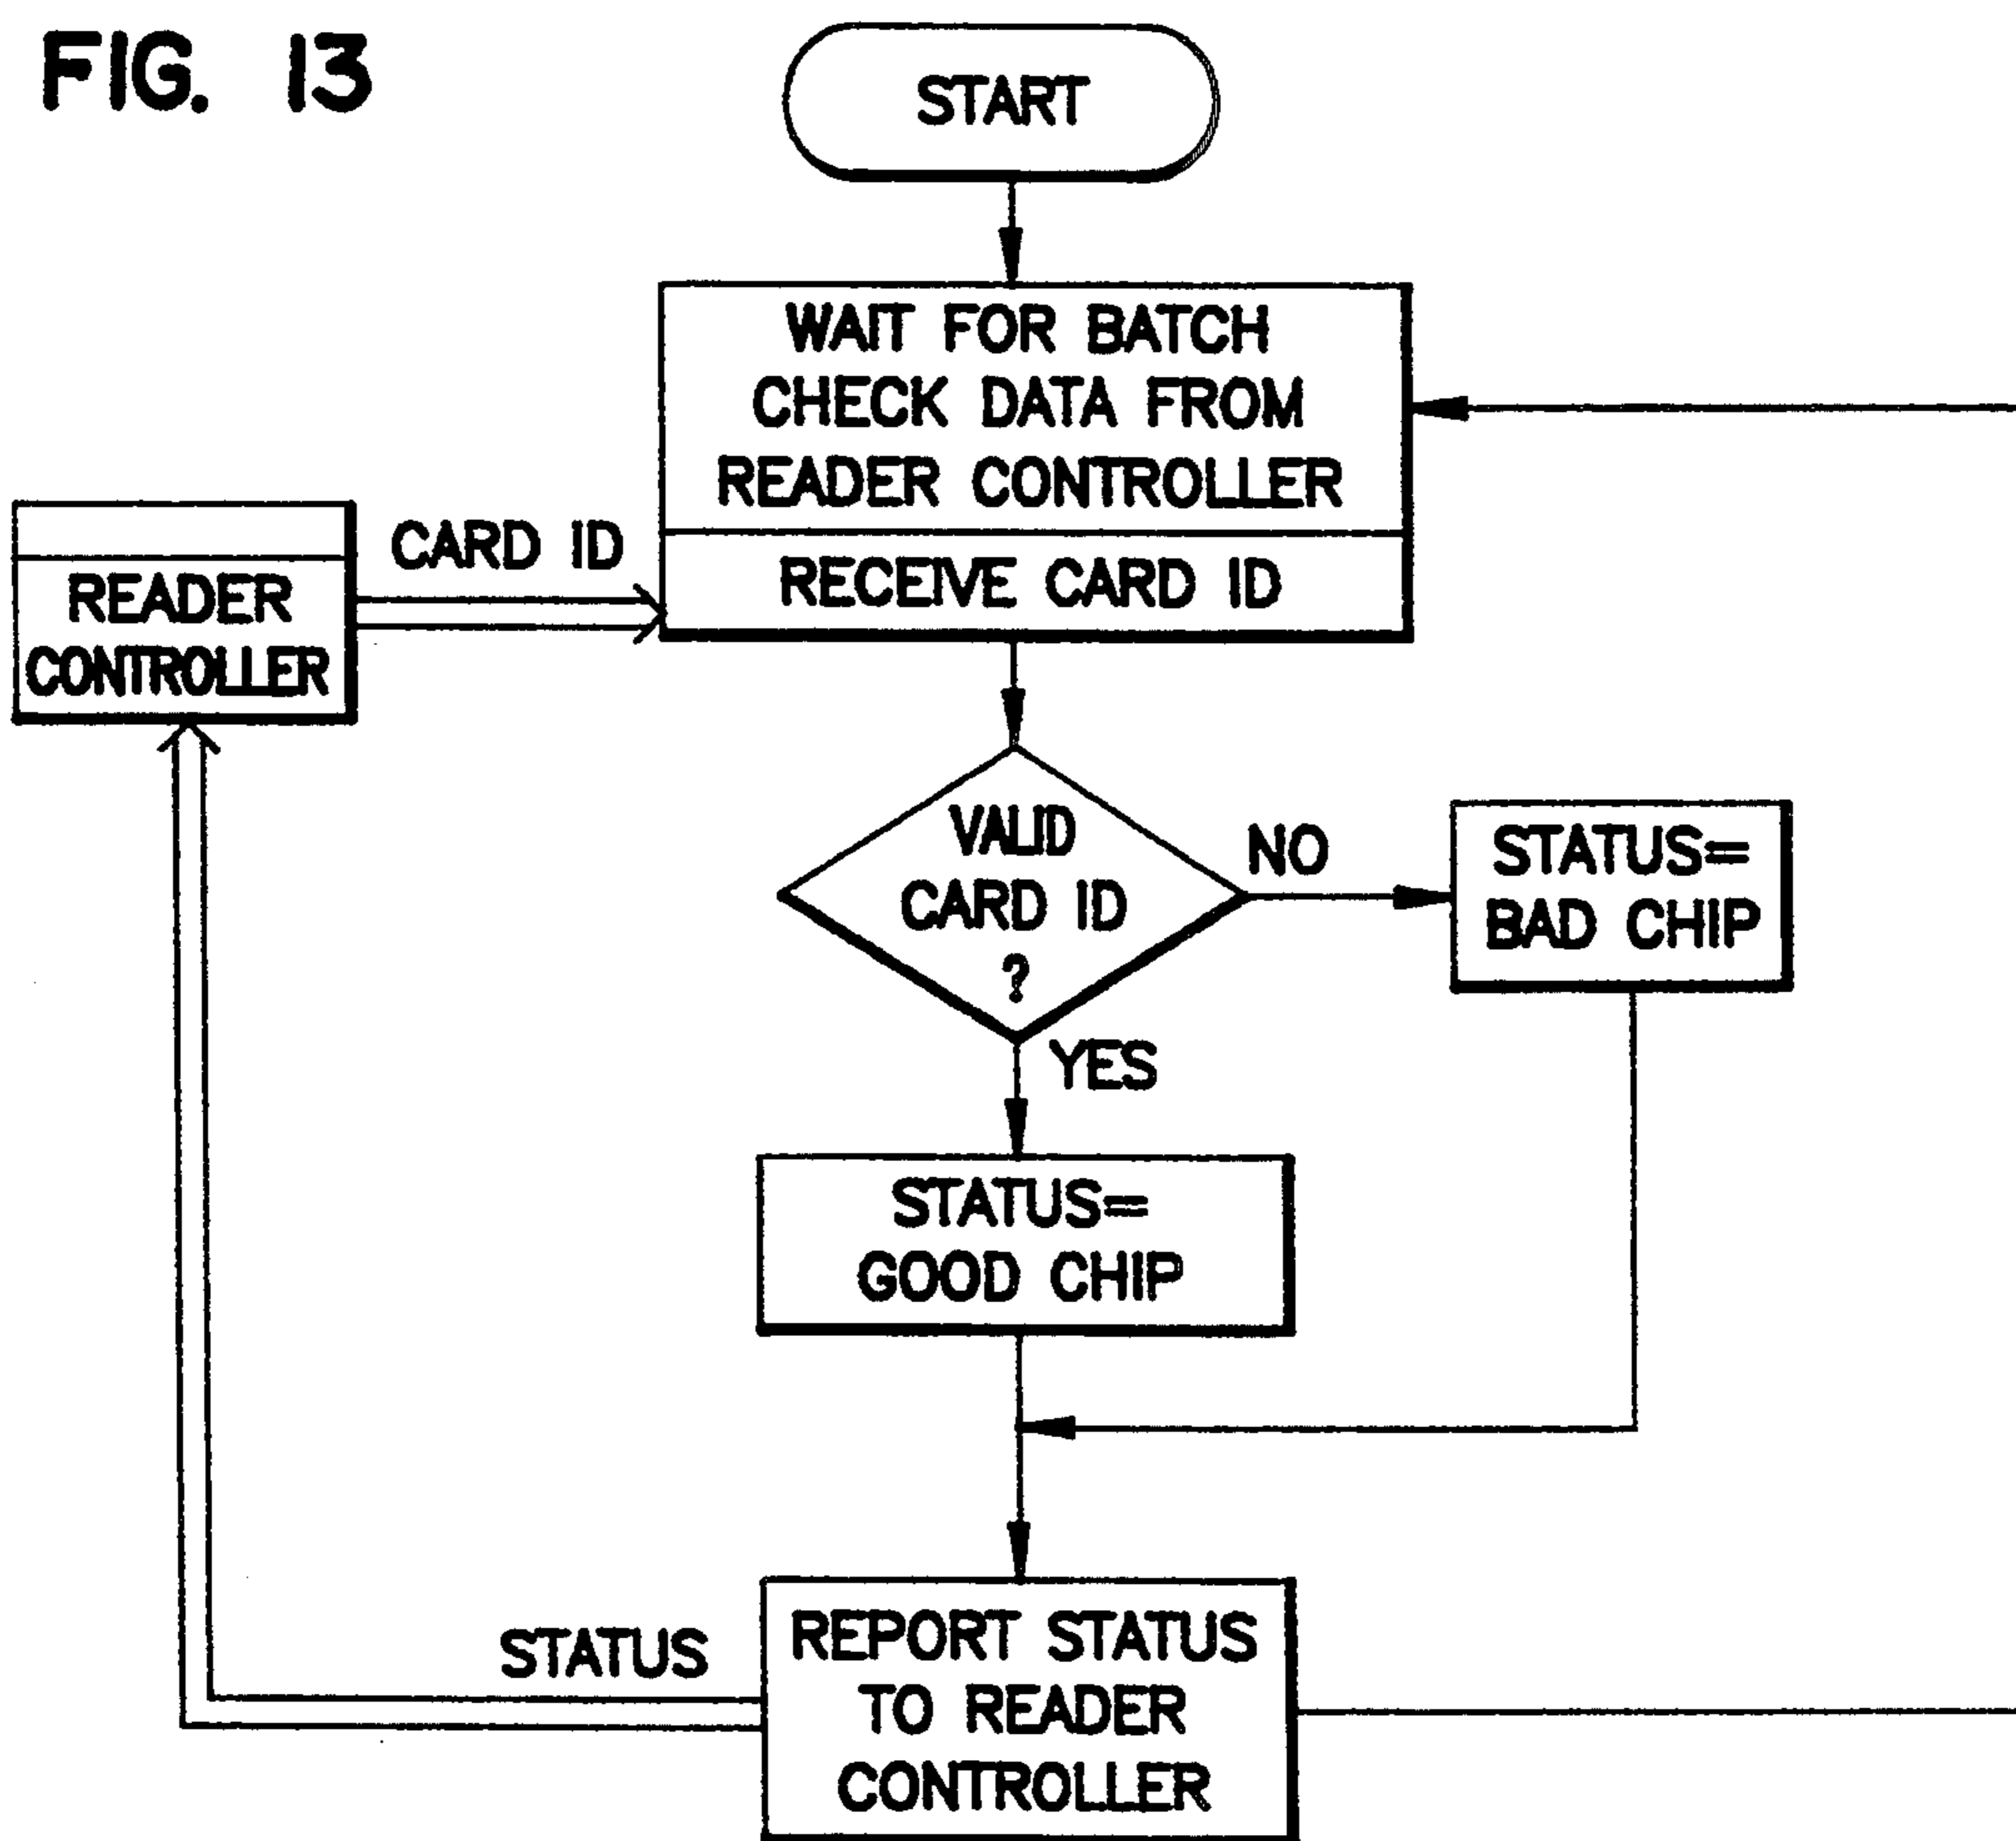 FIG. 13
START
WAIT FOR BATCH
CHECK DATA FROM
READER CONTROLLER
RECEIVE CARD ID
CARD ID
READER
CONTROLLER
VALID
CARD ID
?
NO
STATUS=
BAD CHIP
YES
STATUS=
GOOD CHIP
STATUS
REPORT STATUS
TO READER
CONTROLLER